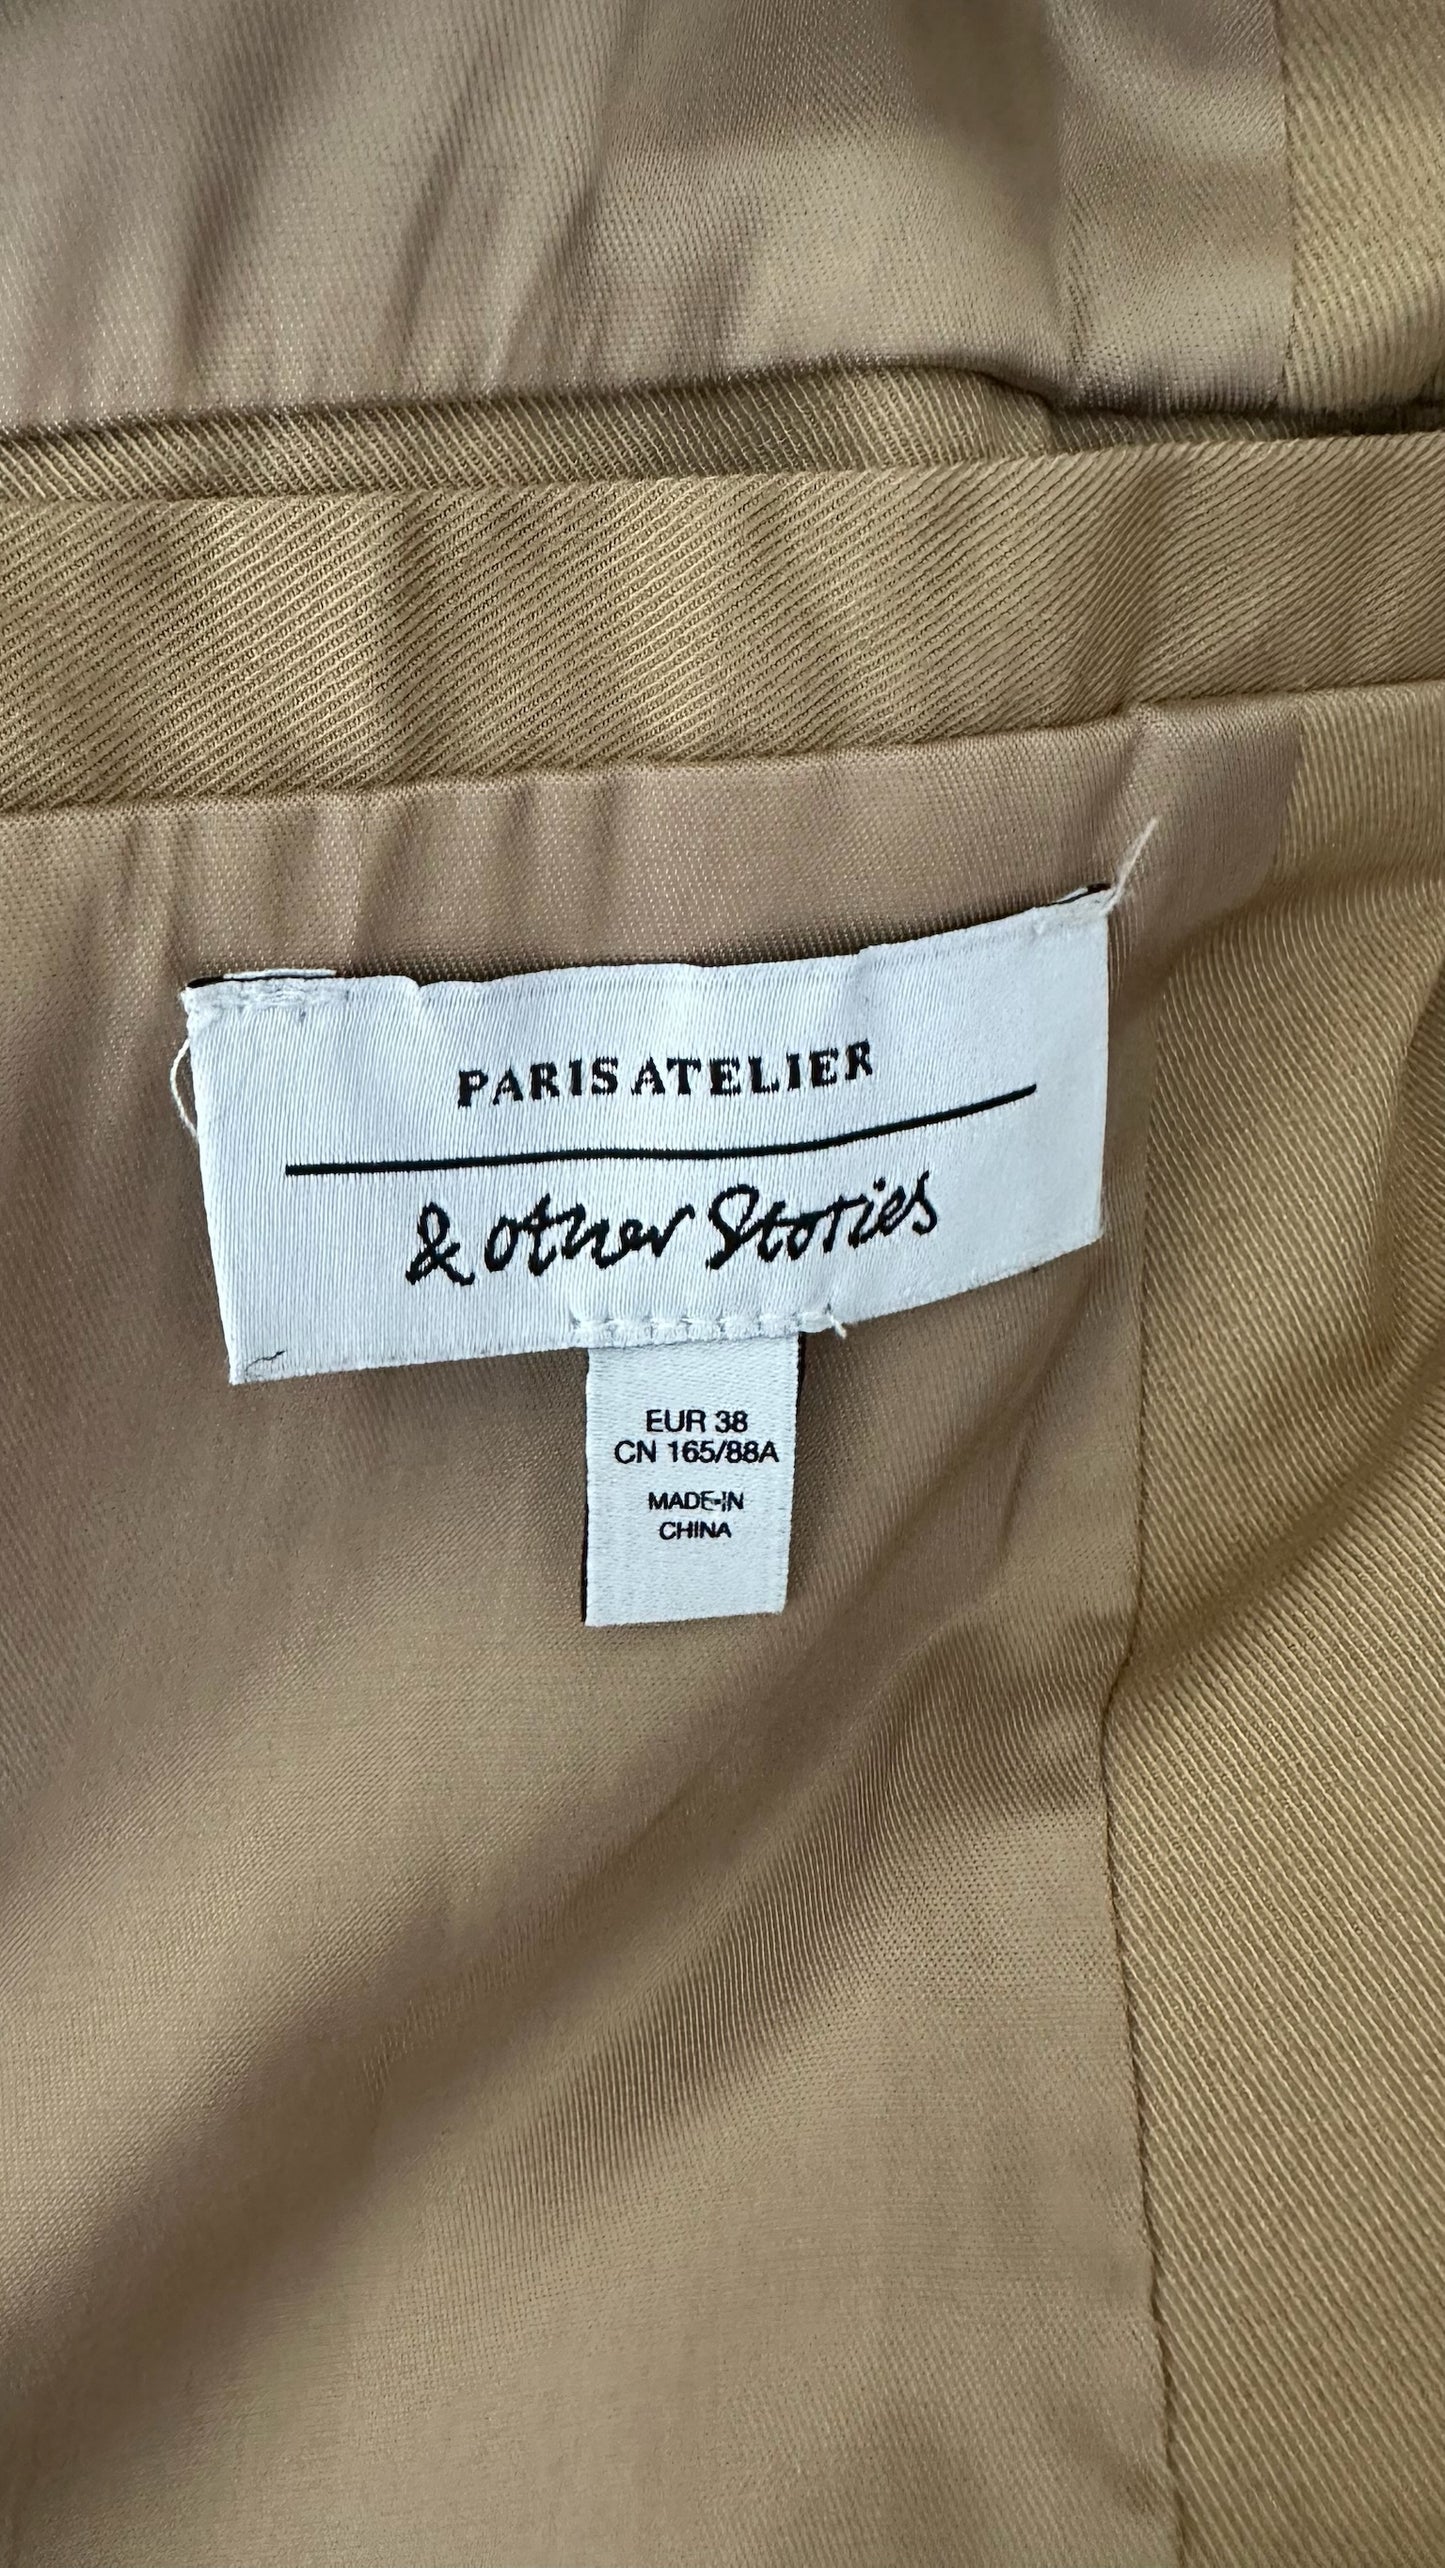 PARIS ATELIER
& other Stories
EUR 38
CN 165/88A
MADE-IN
CHINA